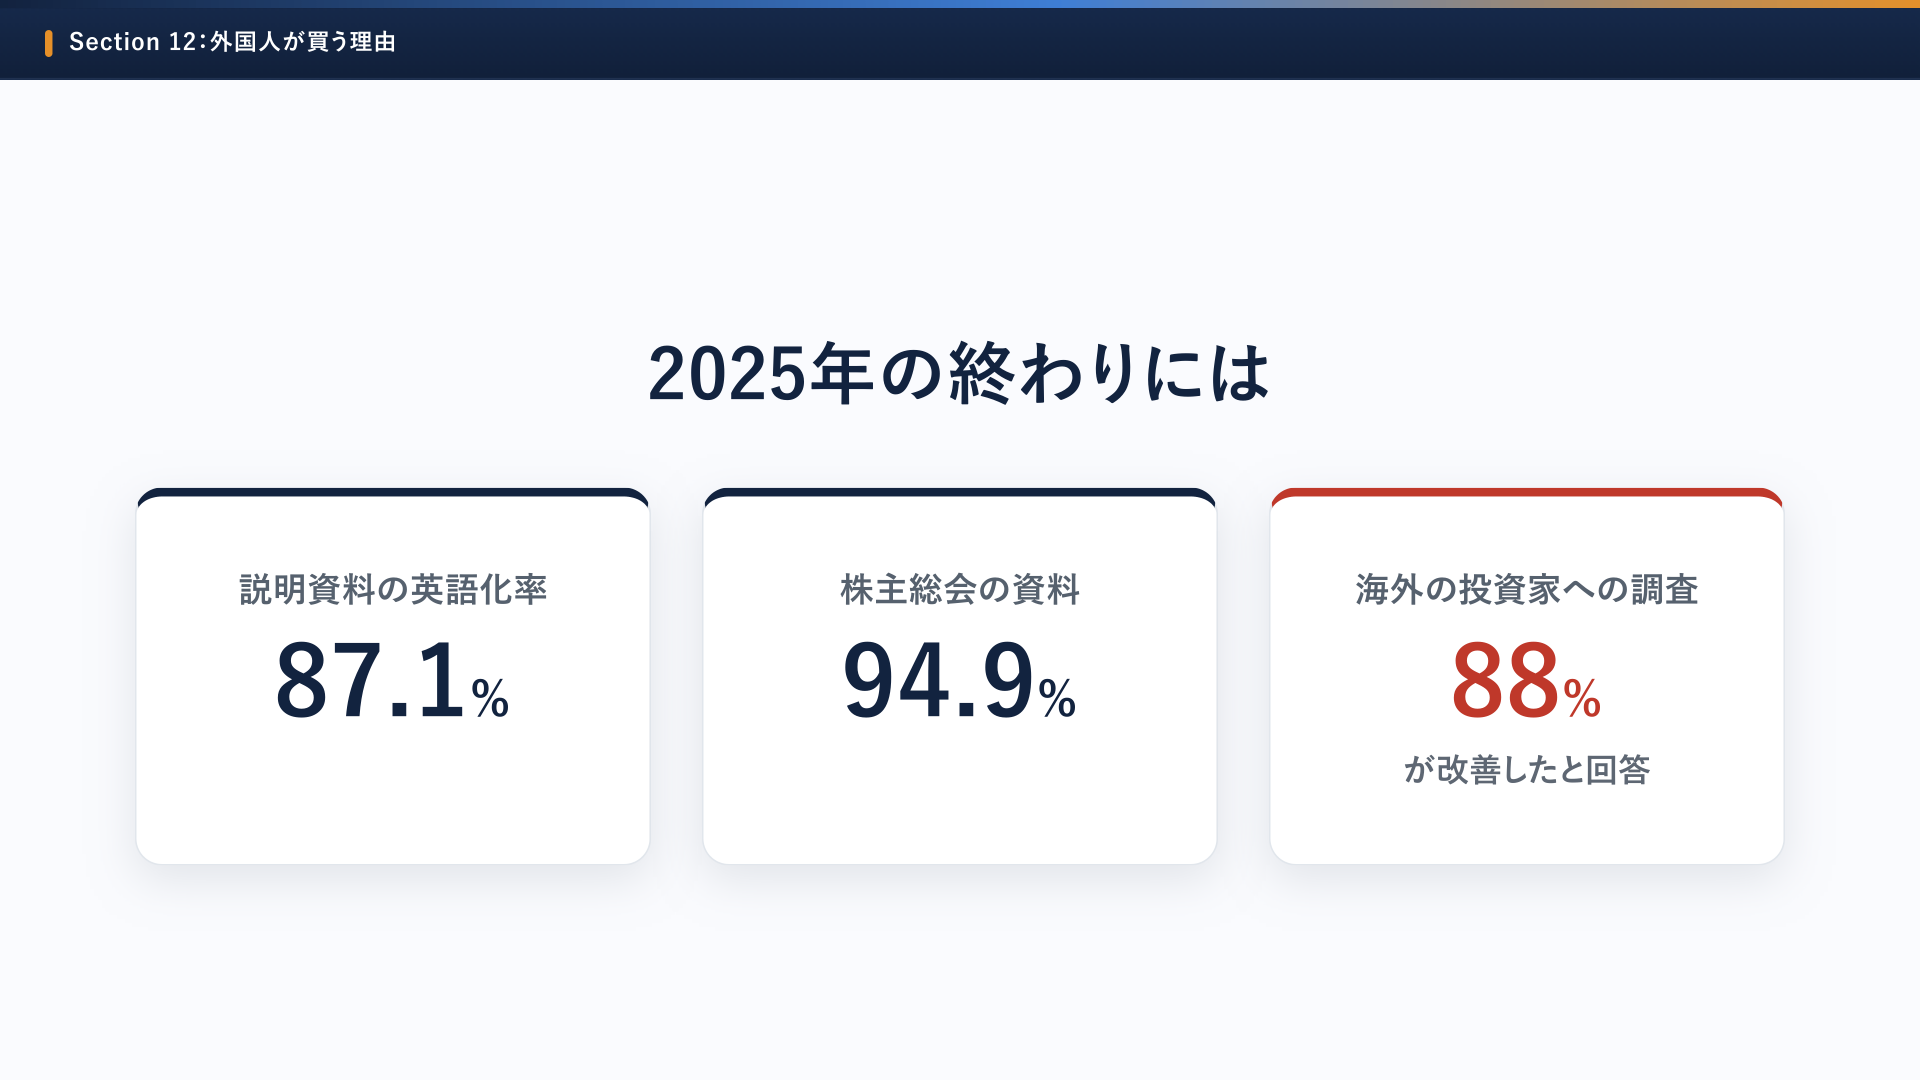 Section 12：外国人が買う理由
2025年の終わりには
説明資料の英語化率
87.1%
株主総会の資料
94.9%
海外の投資家への調査
88%
が改善したと回答